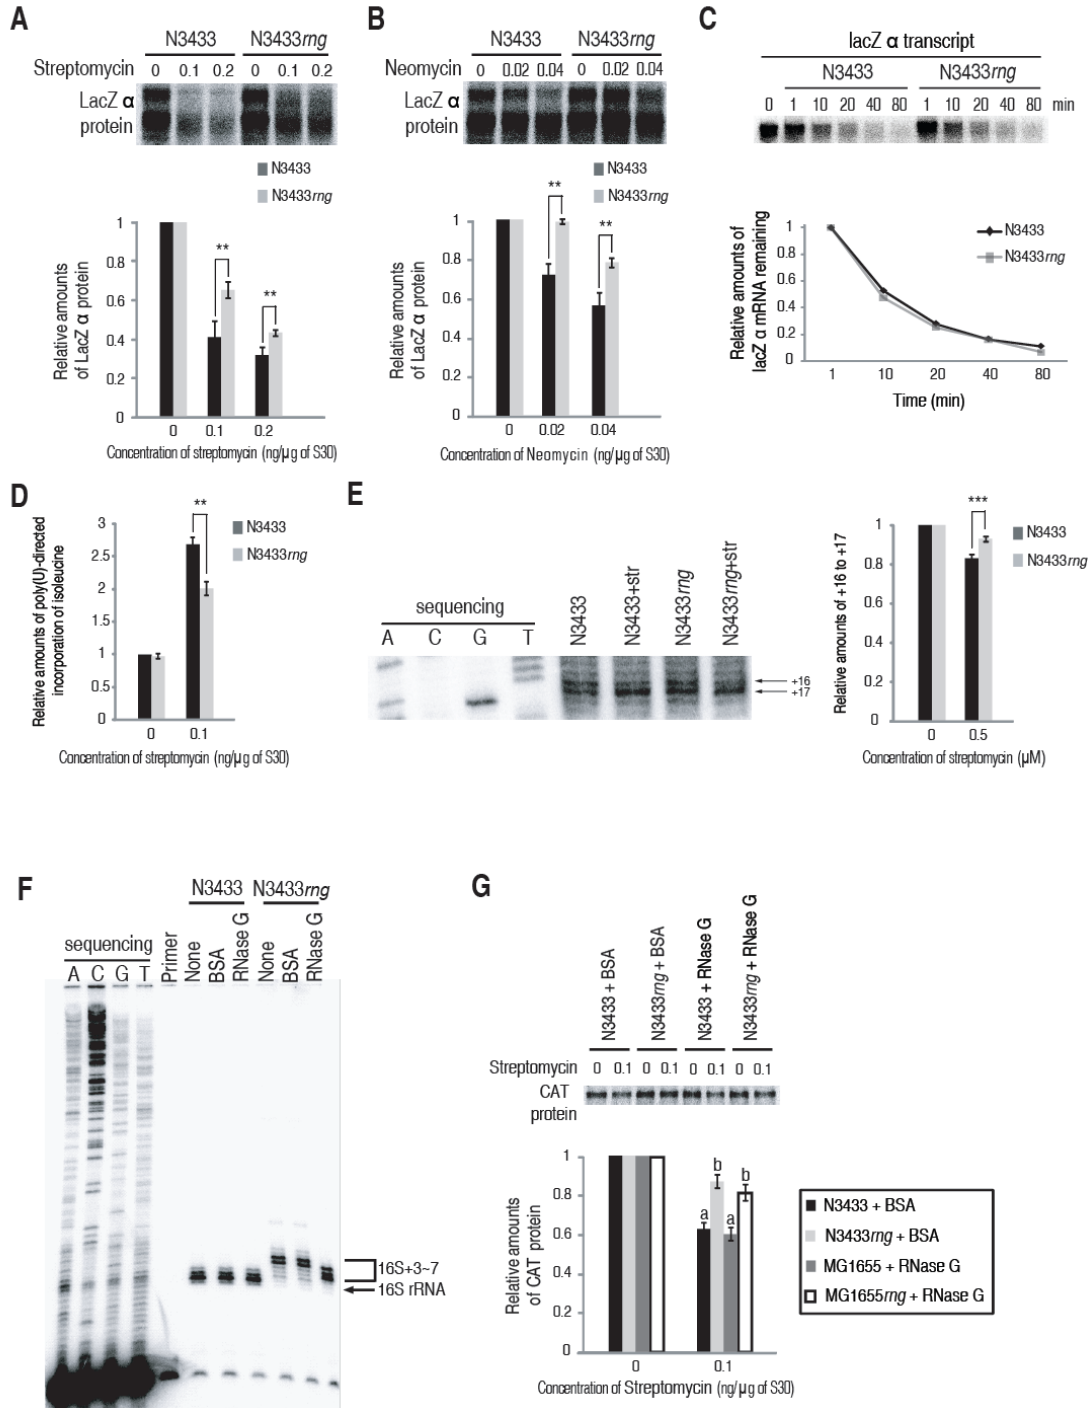 A
N3433 N3433rng
Streptomycin 0 0.1 0.2 0 0.1 0.2
LacZ α
protein
N3433
N3433rng
**
**
Relative amounts
of LacZ α protein
1
0.8
0.6
0.4
0.2
0
0 0.1 0.2
Concentration of streptomycin (ng/µg of S30)
B
N3433 N3433rng
Neomycin 0 0.02 0.04 0 0.02 0.04
LacZ α
protein
N3433
N3433rng
**
**
Relative amounts
of LacZ α protein
1
0.8
0.6
0.4
0.2
0
0 0.02 0.04
Concentration of Neomycin (ng/µg of S30)
C
lacZ α transcript
N3433 N3433rng
0 1 10 20 40 80 1 10 20 40 80 min
Relative amounts of
lacZ α mRNA remaining
1
0.8
0.6
0.4
0.2
0
N3433
N3433rng
1 10 20 40 80
Time (min)
D
**
N3433
N3433rng
Relative amounts of poly(U)-directed
incorporation of isoleucine
3
2.5
2
1.5
1
0.5
0
0 0.1
Concentration of streptomycin (ng/µg of S30)
E
sequencing
A C G T
N3433
N3433+str
N3433rng
N3433rng+str
+16
+17
***
N3433
N3433rng
Relative amounts of +16 to +17
1
0.8
0.6
0.4
0.2
0
0 0.5
Concentration of streptomycin (µM)
F
N3433 N3433rng
sequencing
A C G T
Primer
None
BSA
RNase G
None
BSA
RNase G
16S+3~7
16S rRNA
G
N3433 + BSA
N3433rng + BSA
N3433 + RNase G
N3433rng + RNase G
Streptomycin 0 0.1 0 0.1 0 0.1 0 0.1
CAT
protein
Relative amounts
of CAT protein
1
0.8
0.6
0.4
0.2
0
a b a b
0 0.1
Concentration of Streptomycin (ng/µg of S30)
N3433 + BSA
N3433rng + BSA
MG1655 + RNase G
MG1655rng + RNase G